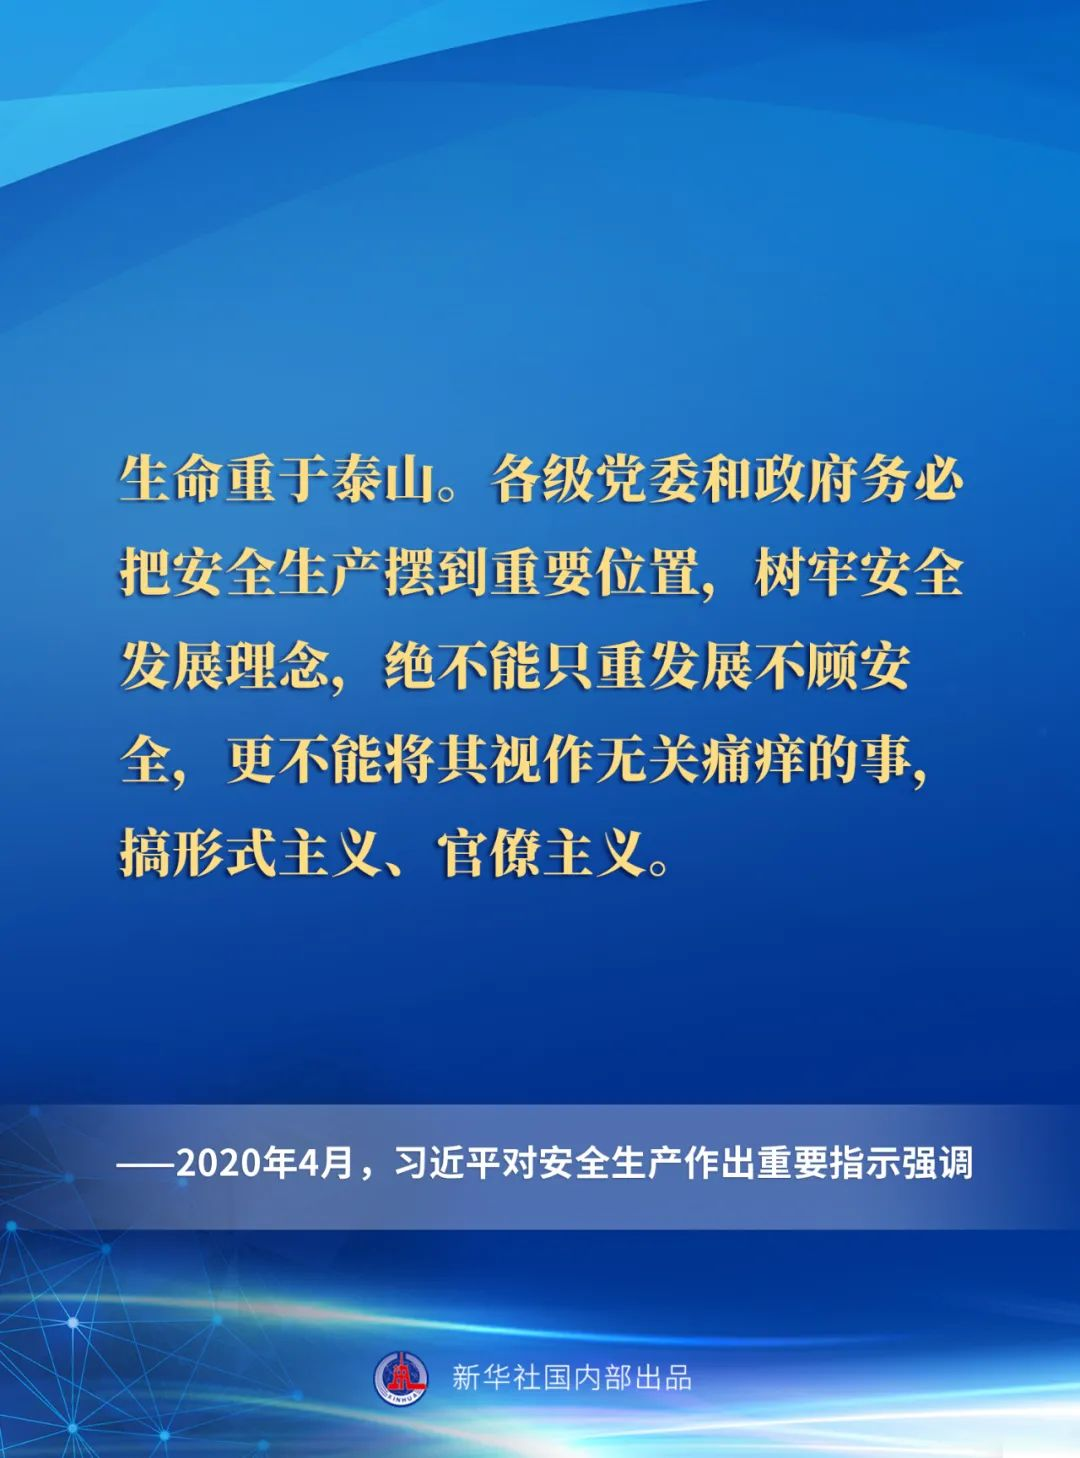 生命重于泰山。各级党委和政府务必
把安全生产摆到重要位置，树牢安全
发展理念，绝不能只重发展不顾安
全，更不能将其视作无关痛痒的事，
搞形式主义、官僚主义。
——2020年4月，习近平对安全生产作出重要指示强调
XINHUA
新华社国内部出品